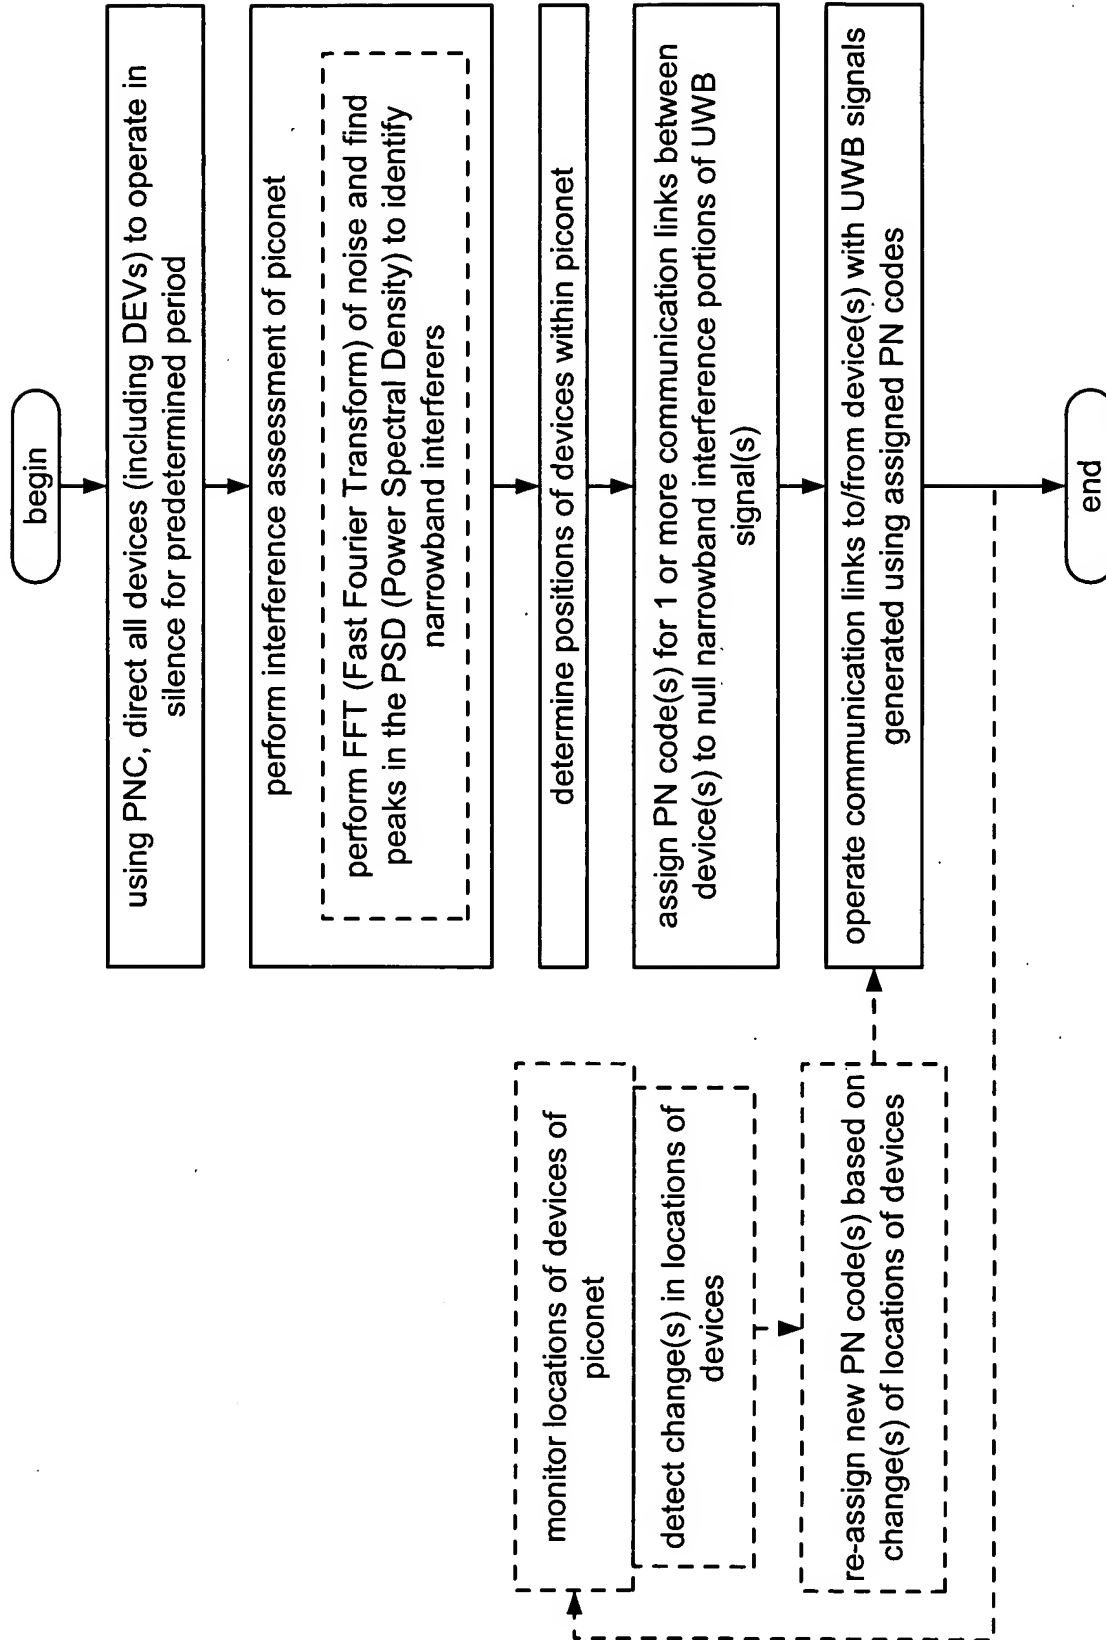 begin
using PNC, direct all devices (including DEVs) to operate in
silence for predetermined period
perform interference assessment of piconet
perform FFT (Fast Fourier Transform) of noise and find
peaks in the PSD (Power Spectral Density) to identify
narrowband interferers
determine positions of devices within piconet
assign PN code(s) for 1 or more communication links between
device(s) to null narrowband interference portions of UWB
signal(s)
operate communication links to/from device(s) with UWB signals
generated using assigned PN codes
end
monitor locations of devices of
piconet
detect change(s) in locations of
devices
re-assign new PN code(s) based on
change(s) of locations of devices